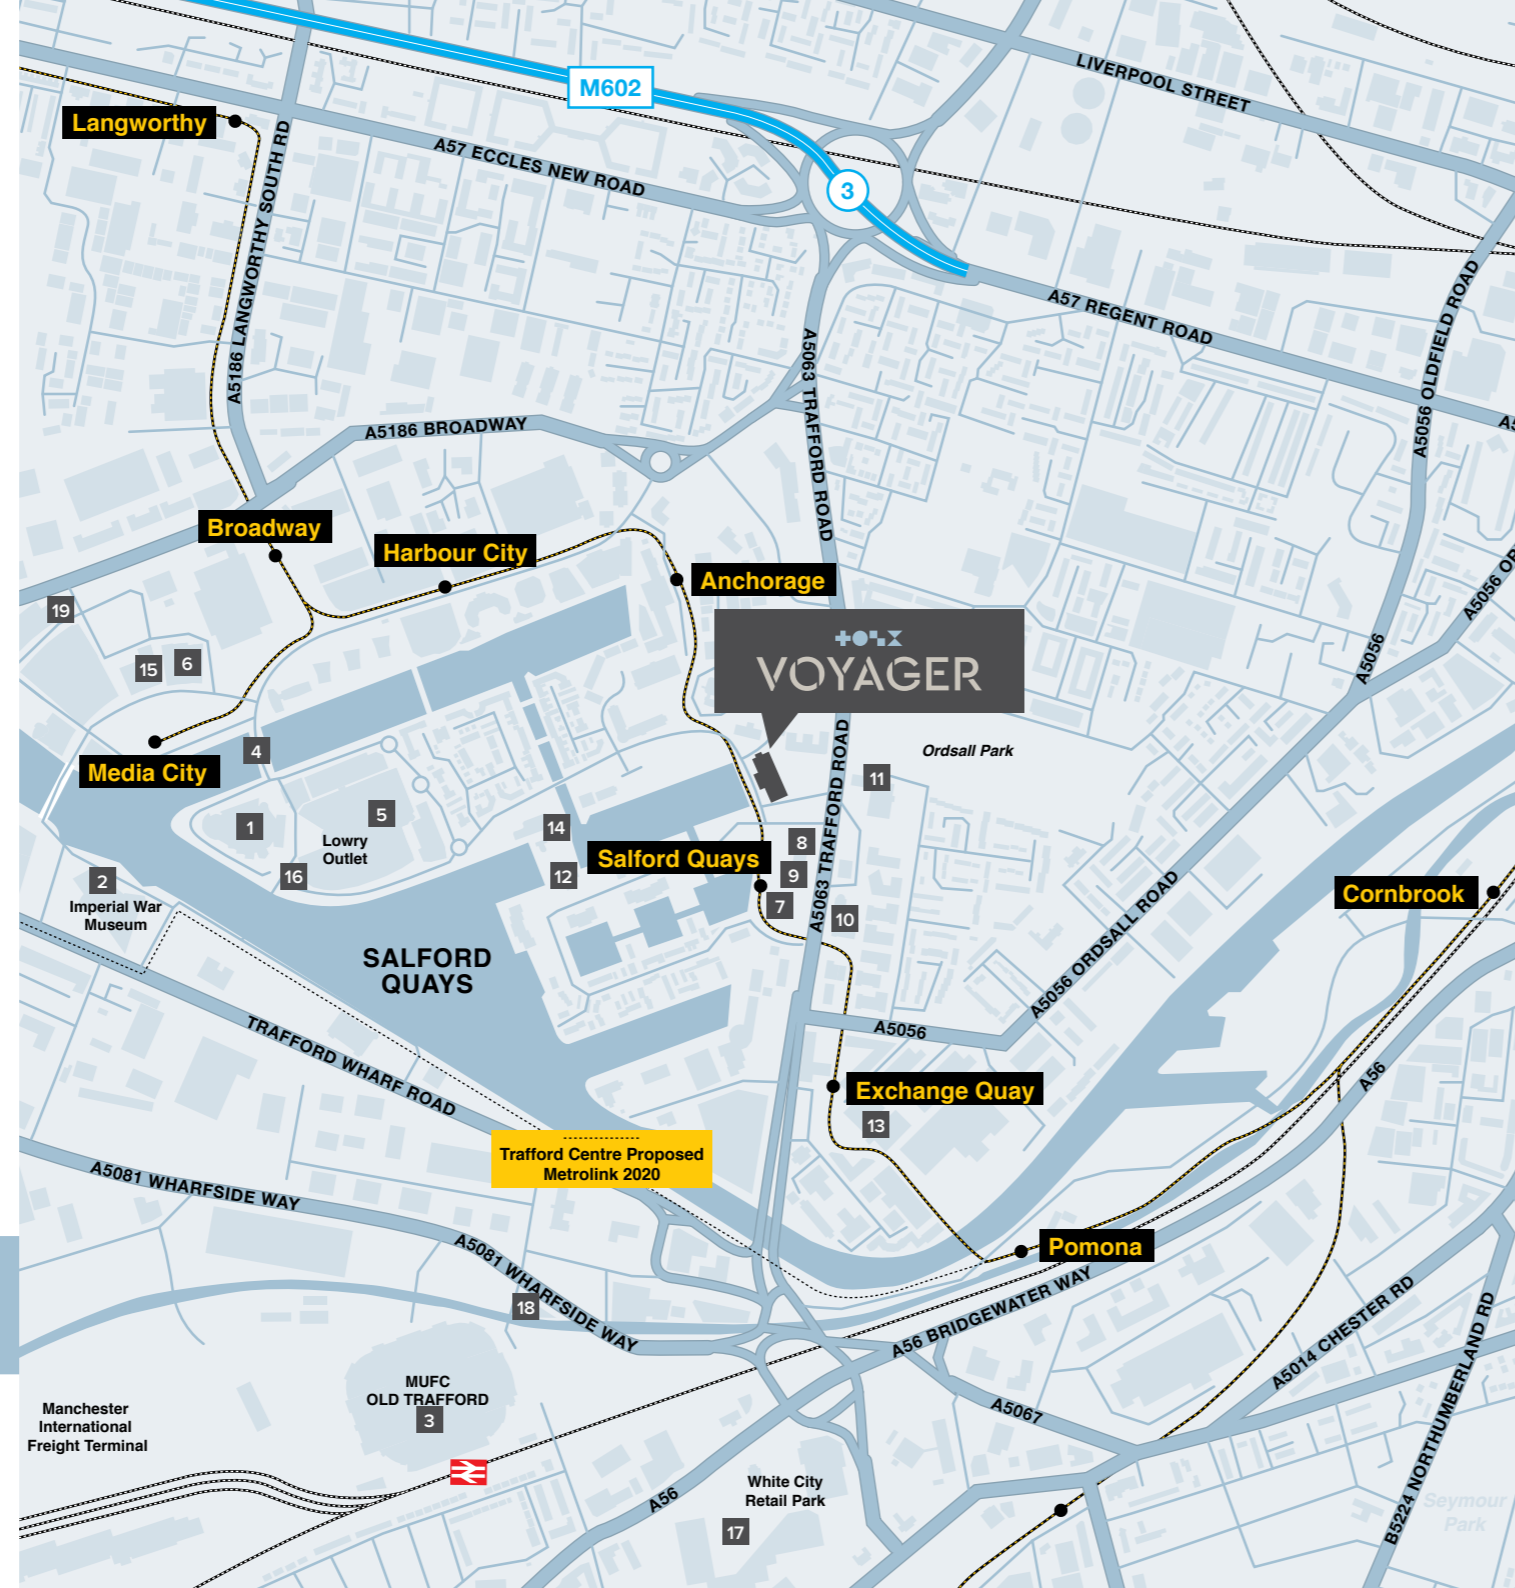 M602
LIVERPOOL STREET
Langworthy
A57 ECCLES NEW ROAD
3
A5186 LANGWORTHY SOUTH RD
A57 REGENT ROAD
A5056 OLDFIELD ROAD
A5063 TRAFFORD ROAD
A5186 BROADWAY
Broadway
Harbour City
Anchorage
A5056 OR
19
15
6
VOYAGER
A5056
Media City
4
Ordsall Park
11
A5063 TRAFFORD ROAD
1
5
Lowry
Outlet
14
8
16
12
Salford Quays
9
2
7
10
Imperial War
Museum
Cornbrook
A5056 ORDSALL ROAD
SALFORD
QUAYS
A5056
TRAFFORD WHARF ROAD
Exchange Quay
A56
13
Trafford Centre Proposed
Metrolink 2020
A5081 WHARFSIDE WAY
A5081 WHARFSIDE WAY
Pomona
18
A56 BRIDGEWATER WAY
A5014 CHESTER RD
B5224 NORTHUMBERLAND RD
MUFC
OLD TRAFFORD
3
Manchester
International
Freight Terminal
A5067
A56
White City
Retail Park
17
Seymour
Park